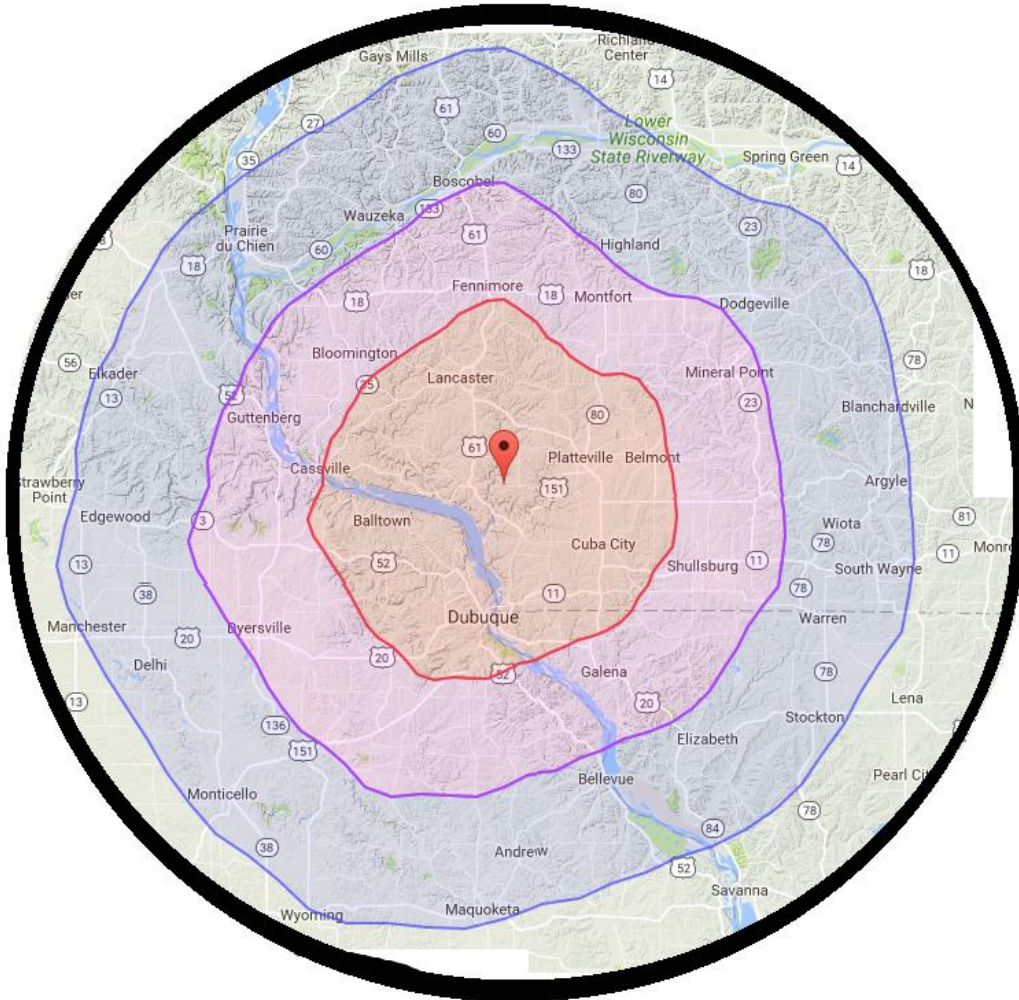 Richland
Center
Gays Mills
14
61
27
60
Lower
Wisconsin
State Riverway
133
35
Spring Green
14
Boscobel
80
Wauzeka
133
23
Prairie
du Chien
61
60
Highland
18
18
Fennimore
18
Montfort
Dodgeville
18
56
Bloomington
78
Elkader
Lancaster
Mineral Point
35
13
52
23
Blanchardville
Guttenberg
80
61
Platteville
Belmont
Cassville
Strawberry
Point
151
Argyle
Edgewood
3
Balltown
81
Wiota
Cuba City
78
11
52
Shullsburg
11
South Wayne
13
38
11
78
Dubuque
Warren
Manchester
20
Dyersville
Delhi
20
52
Galena
78
13
20
Lena
136
Stockton
151
Elizabeth
Bellevue
Monticello
78
84
38
Andrew
52
Savanna
Maquoketa
Wyoming